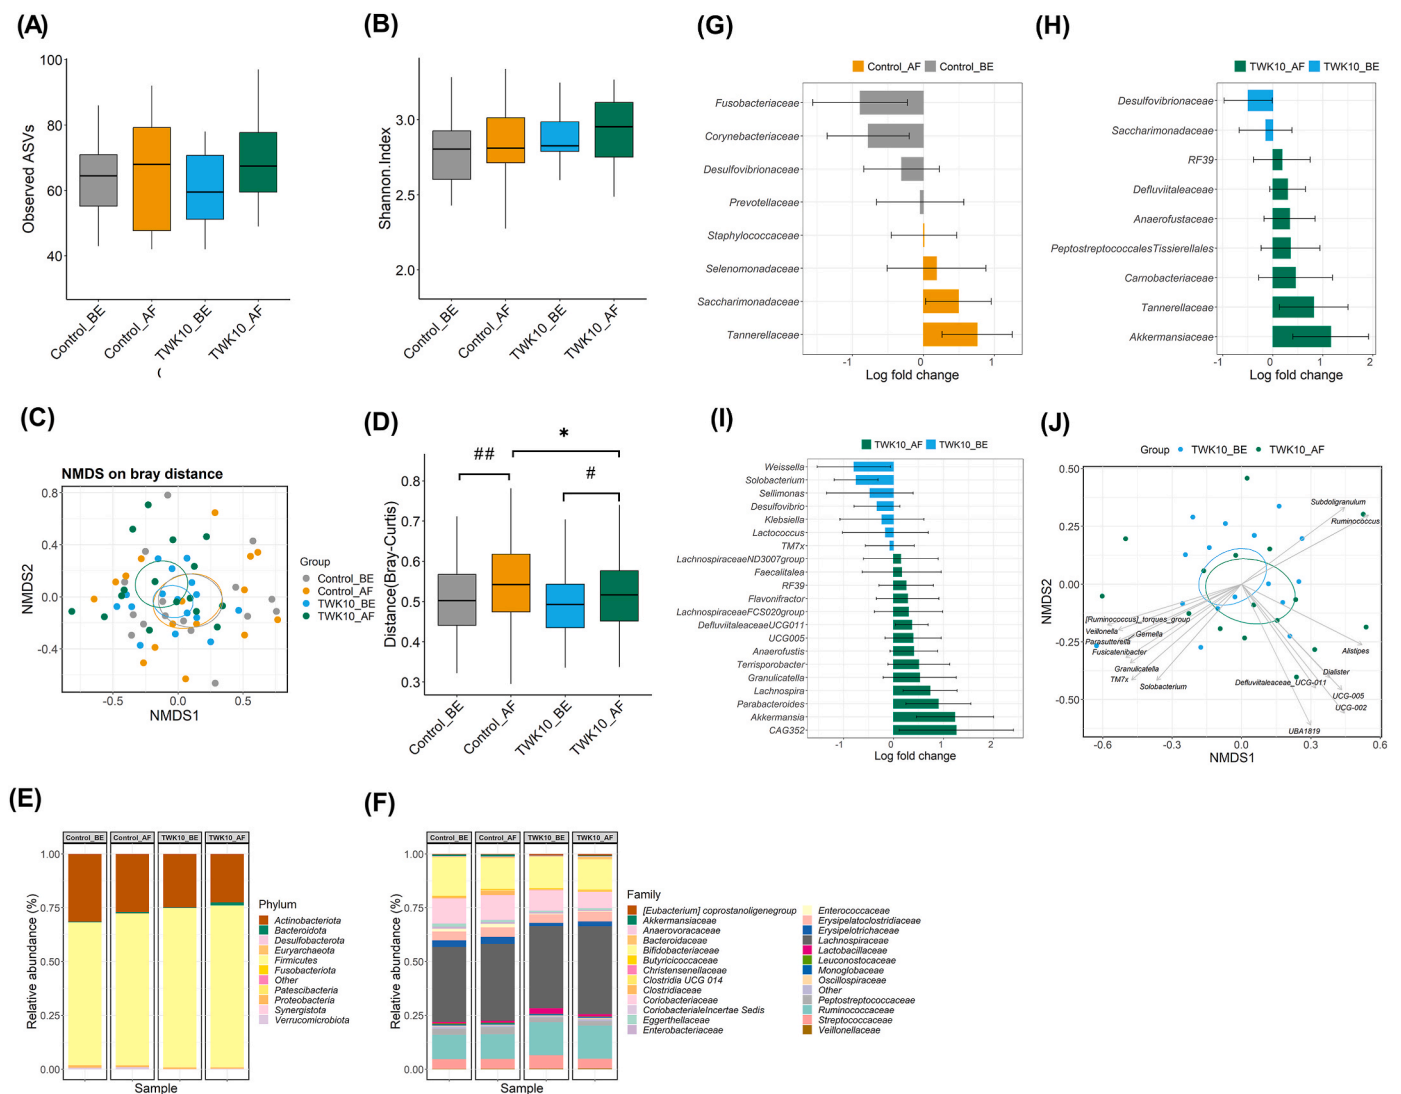 (A)
Observed ASVs
100
80
60
40
Control_BE
Control_AF
TWK10_BE
TWK10_AF
(
(B)
Shannon.Index
3.0
2.5
2.0
Control_BE
Control_AF
TWK10_BE
TWK10_AF
(G)
Control_AF
Control_BE
Fusobacteriaceae
Corynebacteriaceae
Desulfovibrionaceae
Prevotellaceae
Staphylococcaceae
Selenomonadaceae
Saccharimonadaceae
Tannerellaceae
-1
0
1
Log fold change
(H)
TWK10_AF
TWK10_BE
Desulfovibrionaceae
Saccharimonadaceae
RF39
Defluviitaleaceae
Anaerofustaceae
PeptostreptococcalesTissierellales
Carnobacteriaceae
Tannerellaceae
Akkermansiaceae
-1
0
1
2
Log fold change
(C)
NMDS on bray distance
NMDS2
0.8
0.4
0.0
-0.4
-0.5
0.0
0.5
NMDS1
Group
Control_BE
Control_AF
TWK10_BE
TWK10_AF
(D)
Distance(Bray-Curtis)
0.8
0.7
0.6
0.5
0.4
0.3
##
*
#
Control_BE
Control_AF
TWK10_BE
TWK10_AF
(I)
TWK10_AF
TWK10_BE
Weissella
Solobacterium
Sellimonas
Desulfovibrio
Klebsiella
Lactococcus
TM7x
LachnospiraceaeND3007group
Faecalitalea
RF39
Flavonifractor
LachnospiraceaeFCS020group
DefluviitaleaceaeUCG011
UCG005
Anaerofustis
Terrisporobacter
Granulicatella
Lachnospira
Parabacteroides
Akkermansia
CAG352
-1
0
1
2
Log fold change
(J)
Group
TWK10_BE
TWK10_AF
NMDS2
0.50
0.25
0.00
-0.25
-0.50
Subdoligranulum
Ruminococcus
[Ruminococcus]_torques_group
Veillonella
Gemella
Parasutterella
Fusicatenibacter
Granulicatella
TM7x
Solobacterium
Alistipes
Dialister
Defluviitaleaceae_UCG-011
UCG-005
UCG-002
UBA1819
-0.6
-0.3
0.0
0.3
0.6
NMDS1
(E)
Control_BE
Control_AF
TWK10_BE
TWK10_AF
Relative abundance (%)
1.00
0.75
0.50
0.25
0.00
Sample
Phylum
Actinobacteriota
Bacteroidota
Desulfobacterota
Euryarchaeota
Firmicutes
Fusobacteriota
Other
Patescibacteria
Proteobacteria
Synergistota
Verrucomicrobiota
(F)
Control_BE
Control_AF
TWK10_BE
TWK10_AF
Relative abundance (%)
1.00
0.75
0.50
0.25
0.00
Sample
Family
[Eubacterium] coprostanoligenegroup
Akkermansiaceae
Anaerovoracaceae
Bacteroidaceae
Bifidobacteriaceae
Butyricicoccaceae
Christensenellaceae
Clostridia UCG 014
Clostridiaceae
Coriobacteriaceae
CoriobacterialeIncertae Sedis
Eggerthellaceae
Enterobacteriaceae
Enterococcaceae
Erysipelatoclostridiaceae
Erysipelotrichaceae
Lachnospiraceae
Lactobacillaceae
Leuconostocaceae
Monoglobaceae
Oscillospiraceae
Other
Peptostreptococcaceae
Ruminococcaceae
Streptococcaceae
Veillonellaceae